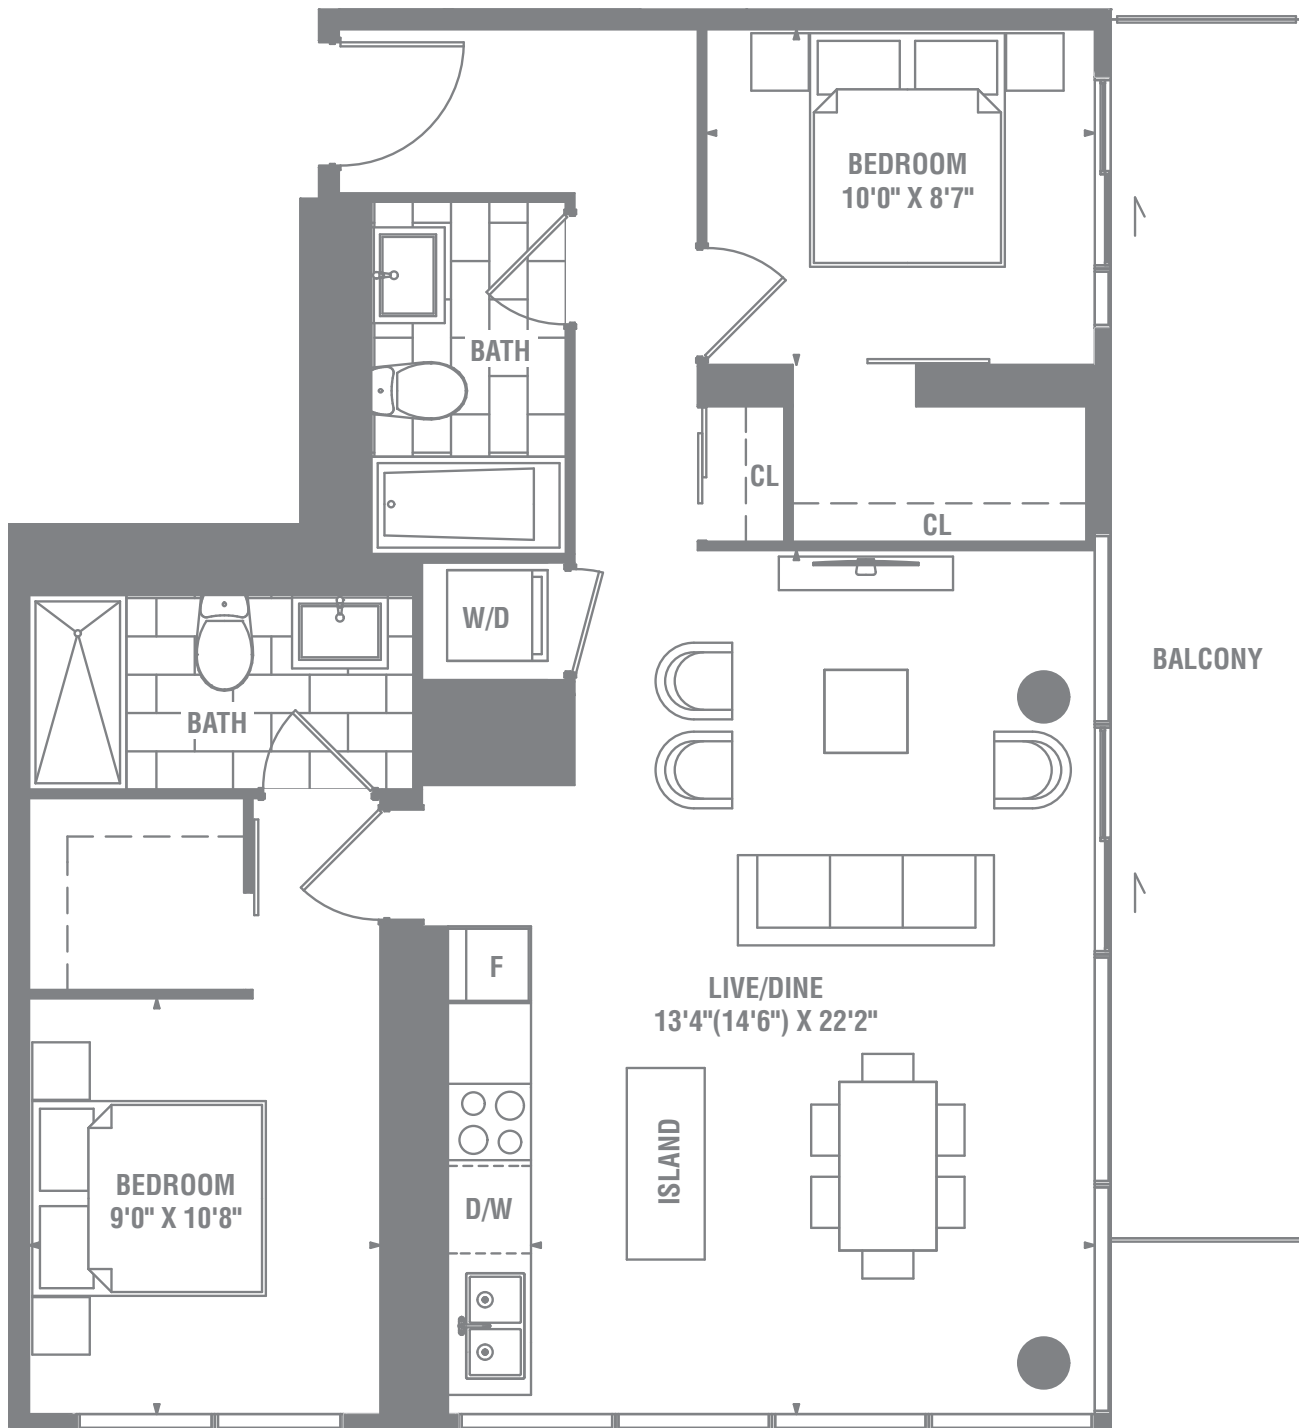 BEDROOM
10'0" X 8'7"
BATH
CL
CL
W/D
BALCONY
BATH
F
LIVE/DINE
13'4"(14'6") X 22'2"
ISLAND
BEDROOM
9'0" X 10'8"
D/W